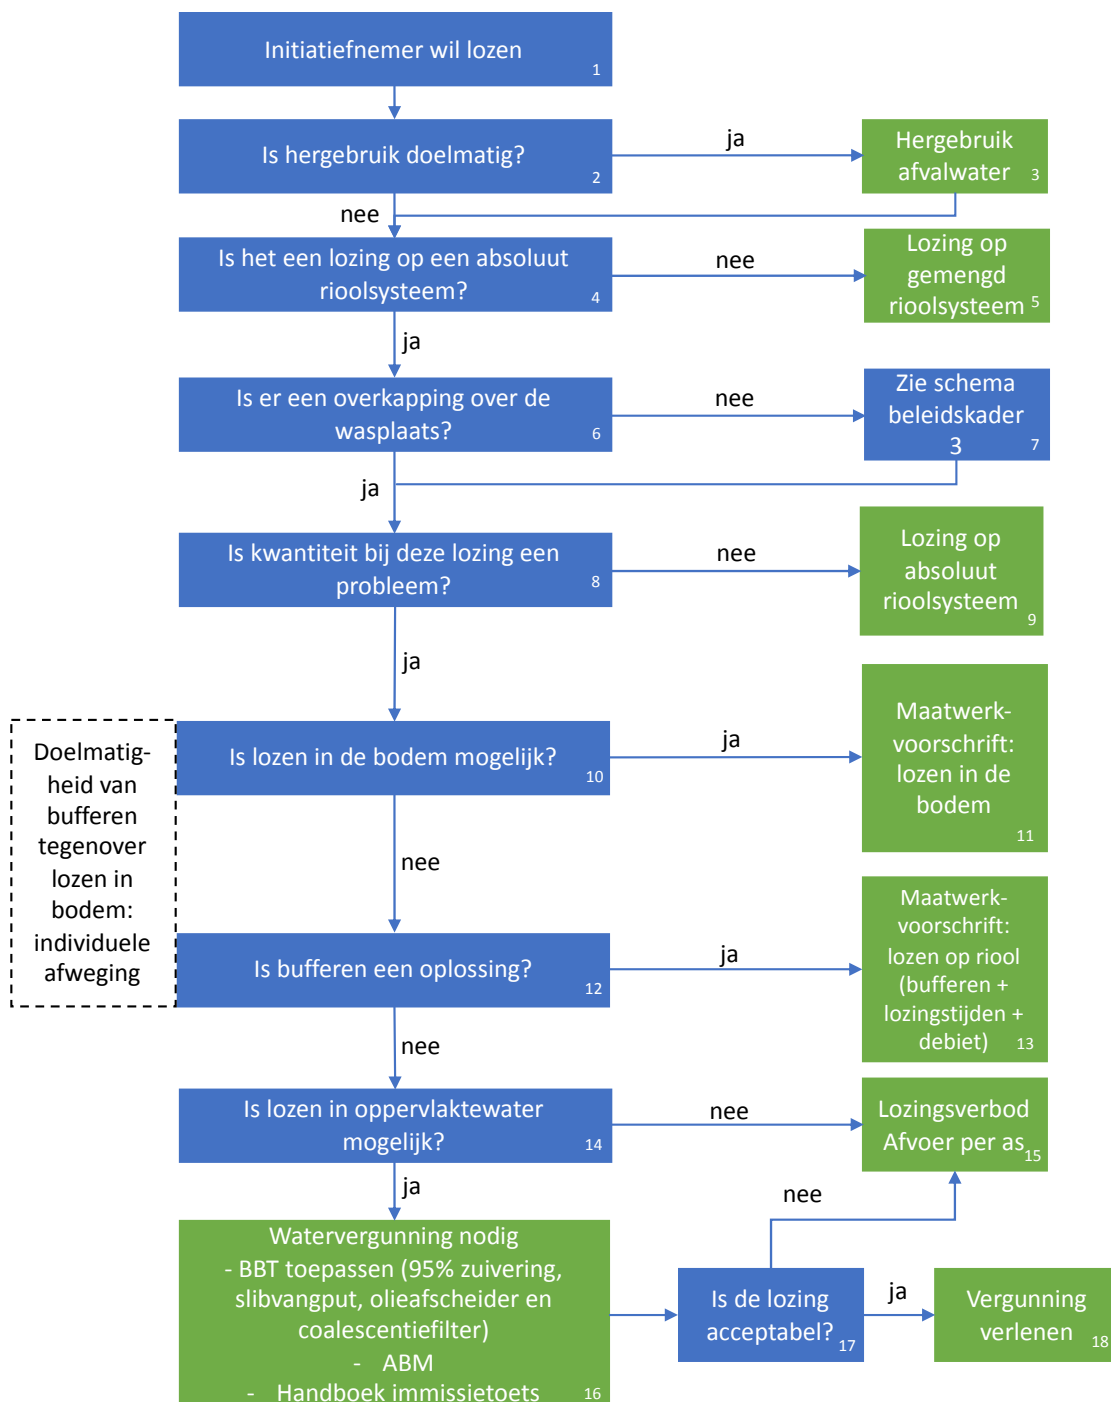 Initiatiefnemer wil lozen
1
Is hergebruik doelmatig?
2
ja
Hergebruik
afvalwater 3
nee
Is het een lozing op een absoluut
rioolsysteem?
4
nee
Lozing op
gemengd
rioolsysteem 5
ja
Is er een overkapping over de
wasplaats?
6
nee
Zie schema
beleidskader
3 7
ja
Is kwantiteit bij deze lozing een
probleem?
8
nee
Lozing op
absoluut
rioolsysteem
9
ja
Doelmatig-
heid van
bufferen
tegenover
lozen in
bodem:
individuele
afweging
Is lozen in de bodem mogelijk?
10
ja
Maatwerk-
voorschrift:
lozen in de
bodem
11
nee
Is bufferen een oplossing?
12
ja
Maatwerk-
voorschrift:
lozen op riool
(bufferen +
lozingstijden +
debiet) 13
nee
Is lozen in oppervlaktewater
mogelijk?
14
nee
Lozingsverbod
Afvoer per as
15
ja
Watervergunning nodig
- BBT toepassen (95% zuivering,
slibvangput, olieafscheider en
coalescentiefilter)
- ABM
- Handboek immissietoets
16
nee
Is de lozing
acceptabel?
17
ja
Vergunning
verlenen
18